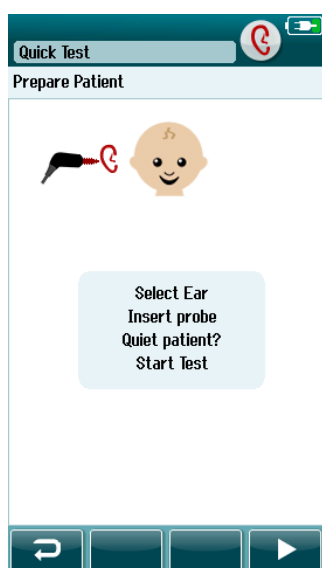 Quick Test
Prepare Patient
Select Ear
Insert probe
Quiet patient?
Start Test